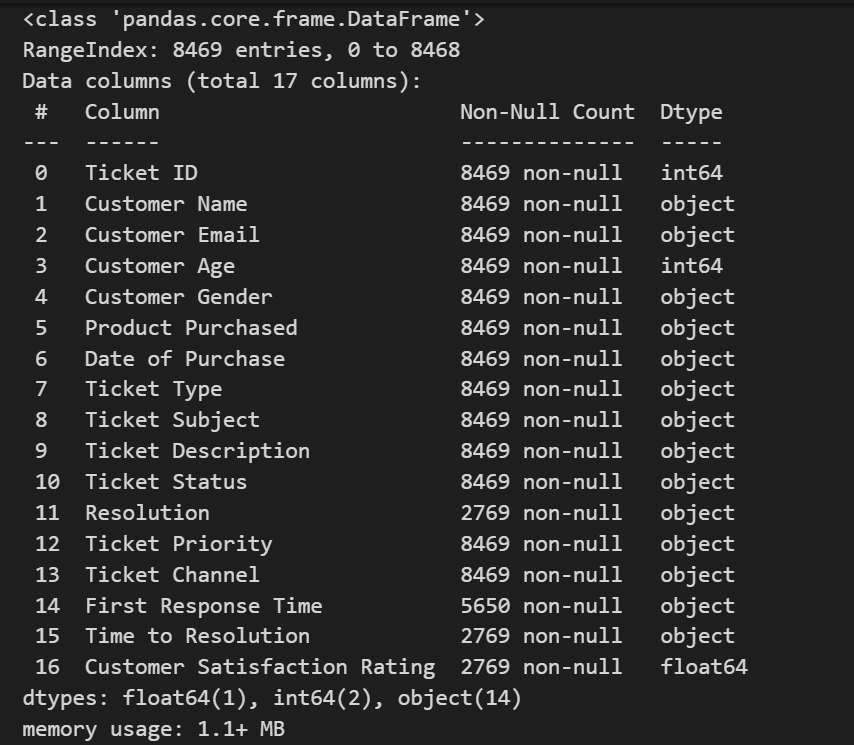 <class 'pandas.core.frame.DataFrame'>
RangeIndex: 8469 entries, 0 to 8468
Data columns (total 17 columns):
 #   Column                        Non-Null Count  Dtype
---  ------                        --------------  -----
 0   Ticket ID                     8469 non-null   int64
 1   Customer Name                 8469 non-null   object
 2   Customer Email                8469 non-null   object
 3   Customer Age                  8469 non-null   int64
 4   Customer Gender               8469 non-null   object
 5   Product Purchased             8469 non-null   object
 6   Date of Purchase              8469 non-null   object
 7   Ticket Type                   8469 non-null   object
 8   Ticket Subject                8469 non-null   object
 9   Ticket Description            8469 non-null   object
 10  Ticket Status                 8469 non-null   object
 11  Resolution                    2769 non-null   object
 12  Ticket Priority               8469 non-null   object
 13  Ticket Channel                8469 non-null   object
 14  First Response Time           5650 non-null   object
 15  Time to Resolution            2769 non-null   object
 16  Customer Satisfaction Rating  2769 non-null   float64
dtypes: float64(1), int64(2), object(14)
memory usage: 1.1+ MB